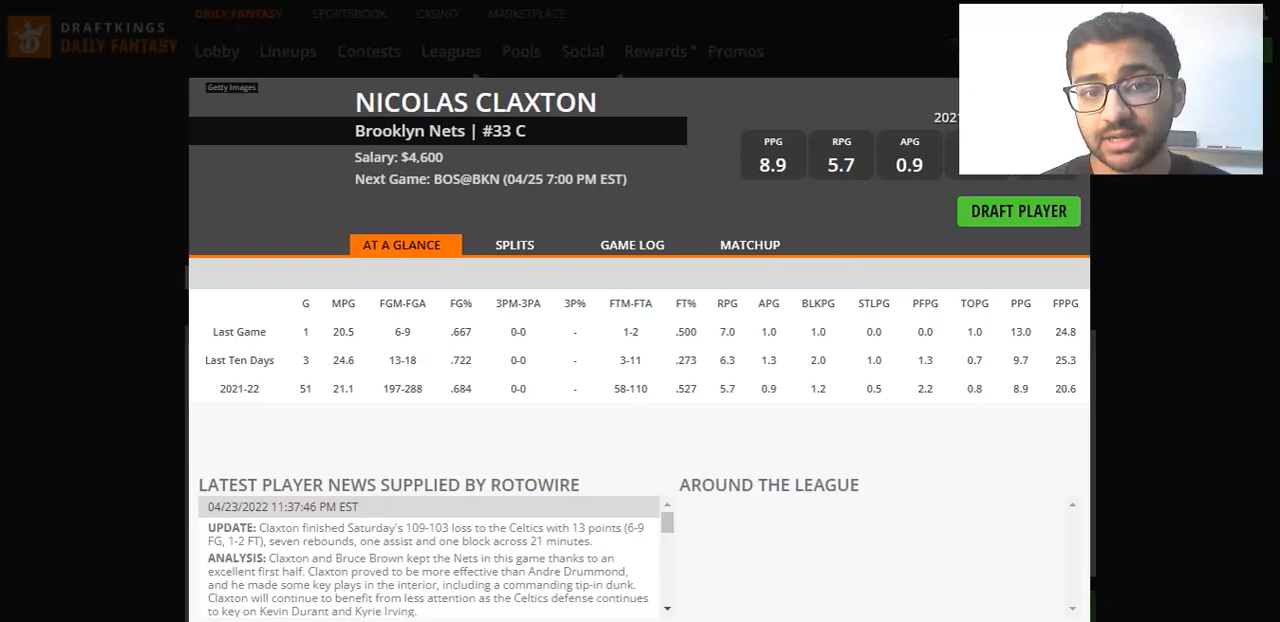 DRAFTKINGS
DAILY FANTASY
DAILY FANTASY SPORTSBOOK CASINO MARKETPLACE
Lobby Lineups Contests Leagues Pools Social Rewards Promos
Getty Images
NICOLAS CLAXTON
Brooklyn Nets | #33 C
Salary: $4,600
Next Game: BOS@BKN (04/25 7:00 PM EST)
PPG RPG APG
8.9 5.7 0.9
DRAFT PLAYER
AT A GLANCE SPLITS GAME LOG MATCHUP
G MPG FGM-FGA FG% 3PM-3PA 3P% FTM-FTA FT% RPG APG BLKPG STLPG PFPG TOPG PPG FPPG
Last Game 1 20.5 6-9 .667 0-0 - 1-2 .500 7.0 1.0 1.0 0.0 0.0 1.0 13.0 24.8
Last Ten Days 3 24.6 13-18 .722 0-0 - 3-11 .273 6.3 1.3 2.0 1.0 1.3 0.7 9.7 25.3
2021-22 51 21.1 197-288 .684 0-0 - 58-110 .527 5.7 0.9 1.2 0.5 2.2 0.8 8.9 20.6
LATEST PLAYER NEWS SUPPLIED BY ROTOWIRE
04/23/2022 11:37:46 PM EST
UPDATE: Claxton finished Saturday's 109-103 loss to the Celtics with 13 points (6-9
FG, 1-2 FT), seven rebounds, one assist and one block across 21 minutes.
ANALYSIS: Claxton and Bruce Brown kept the Nets in this game thanks to an
excellent first half. Claxton proved to be more effective than Andre Drummond,
and he made some key plays in the interior, including a commanding tip-in dunk.
Claxton will continue to benefit from less attention as the Celtics defense continues
to key on Kevin Durant and Kyrie Irving.
AROUND THE LEAGUE